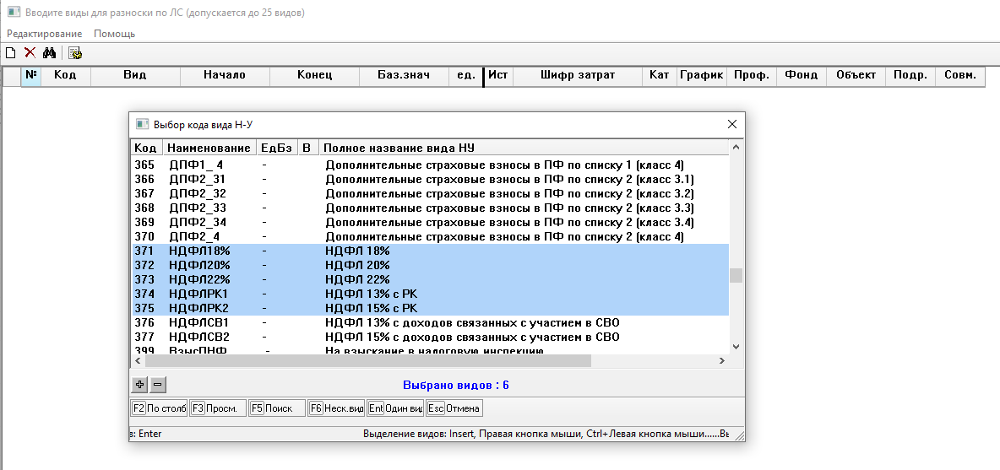 Вводите виды для разноски по ЛС (допускается до 25 видов)
Редактирование Помощь
№ Код Вид Начало Конец Баз.знач ед. Ист Шифр затрат Кат График Проф. Фонд Объект Подр. Совм.
Выбор кода вида Н-У
Код Наименование ЕдБз В Полное название вида НУ
365 ДПФ1_ 4 - Дополнительные страховые взносы в ПФ по списку 1 (класс 4)
366 ДПФ2_31 - Дополнительные страховые взносы в ПФ по списку 2 (класс 3.1)
367 ДПФ2_32 - Дополнительные страховые взносы в ПФ по списку 2 (класс 3.2)
368 ДПФ2_33 - Дополнительные страховые взносы в ПФ по списку 2 (класс 3.3)
369 ДПФ2_34 - Дополнительные страховые взносы в ПФ по списку 2 (класс 3.4)
370 ДПФ2_4 - Дополнительные страховые взносы в ПФ по списку 2 (класс 4)
371 НДФЛ18% - НДФЛ 18%
372 НДФЛ20% - НДФЛ 20%
373 НДФЛ22% - НДФЛ 22%
374 НДФЛРК1 - НДФЛ 13% с РК
375 НДФЛРК2 - НДФЛ 15% с РК
376 НДФЛСВ1 - НДФЛ 13% с доходов связанных с участием в СВО
377 НДФЛСВ2 - НДФЛ 15% с доходов связанных с участием в СВО
399 ВзысПНФ - На взыскание в налоговую инспекцию
Выбрано видов : 6
F2 По столб F3 Просм. F5 Поиск F6 Неск.вид Ent Один вид Esc Отмена
в: Enter Выделение видов: Insert, Правая кнопка мыши, Ctrl+Левая кнопка мыши......Вы